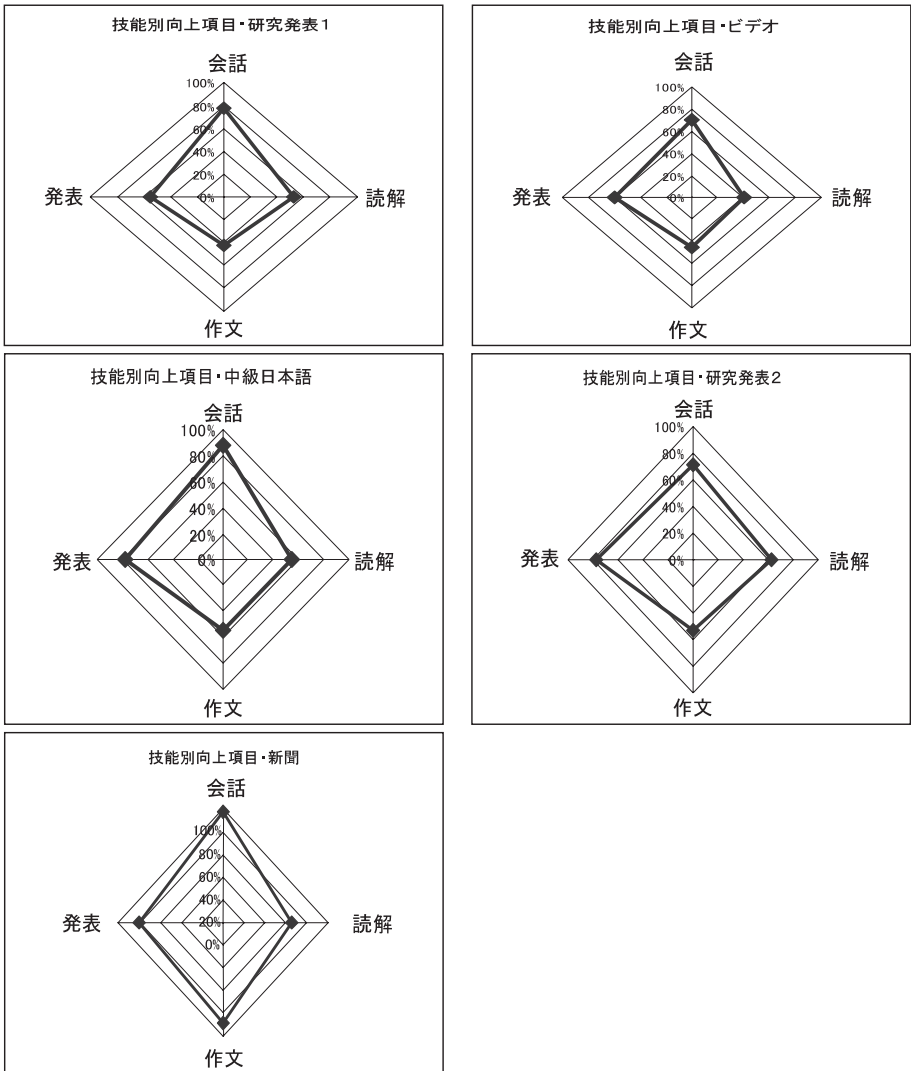 技能別向上項目・研究発表1
会話
100%
80%
60%
40%
20%
0%
発表
読解
作文
技能別向上項目・ビデオ
会話
100%
80%
60%
40%
20%
0%
発表
読解
作文
技能別向上項目・中級日本語
会話
100%
80%
60%
40%
20%
0%
発表
読解
作文
技能別向上項目・研究発表2
会話
100%
80%
60%
40%
20%
0%
発表
読解
作文
技能別向上項目・新聞
会話
100%
80%
60%
40%
20%
0%
発表
読解
作文